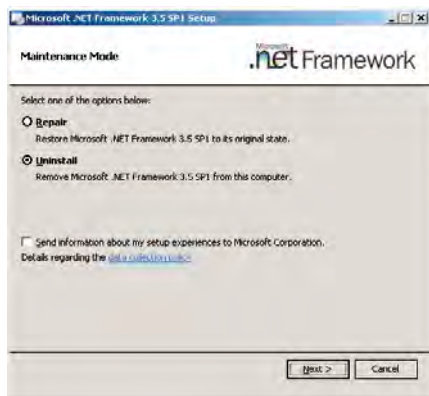 Microsoft .NET Framework 3.5 SP1 Setup
Maintenance Mode
Microsoft
.net Framework
Select one of the options below:
Repair
Restore Microsoft .NET Framework 3.5 SP1 to its original state.
Uninstall
Remove Microsoft .NET Framework 3.5 SP1 from this computer.
Send information about my setup experiences to Microsoft Corporation.
Details regarding the data collection policy
Next >
Cancel